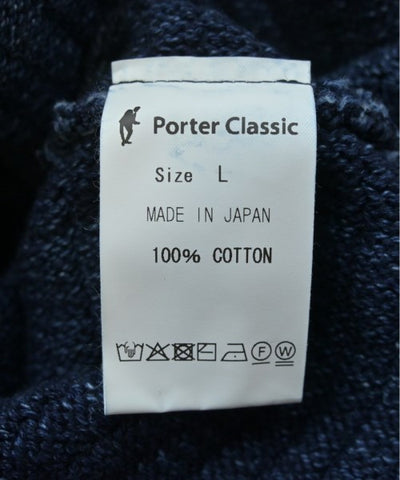 Porter Classic
Size L
MADE IN JAPAN
100% COTTON
F W